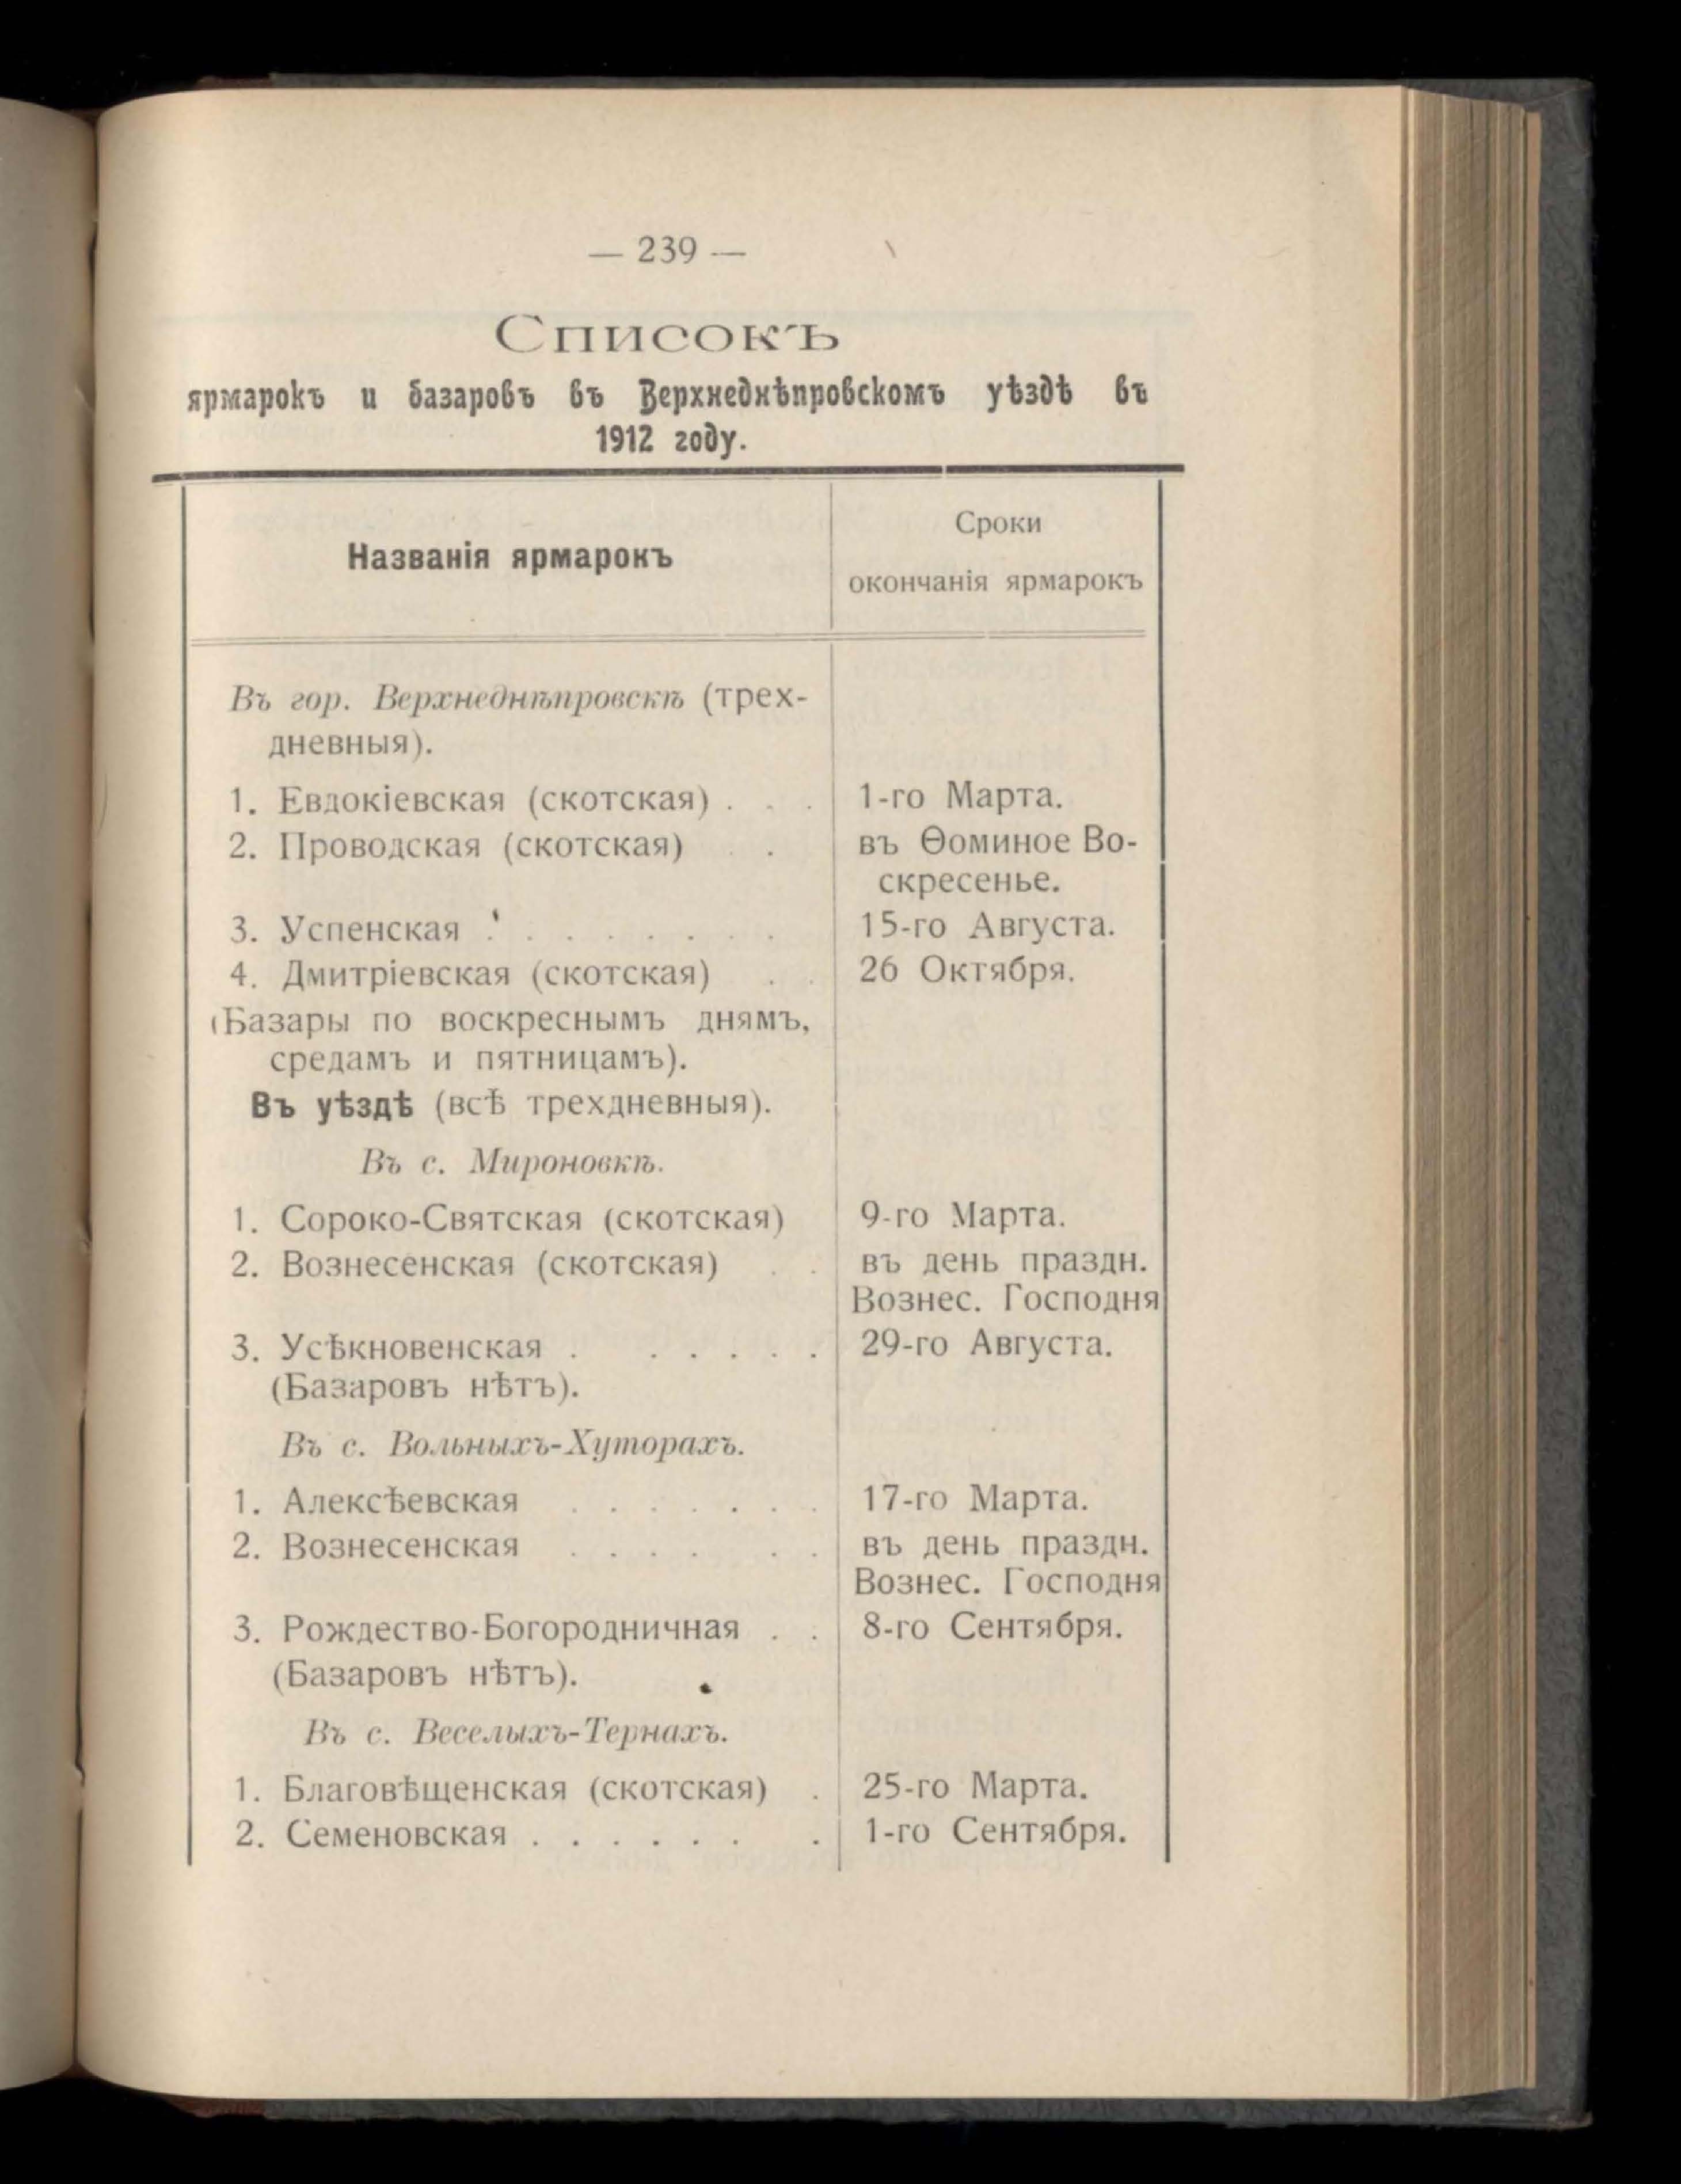 — 239 —
Списокъ
ярмарокъ и базаровъ въ Верхнеднѣпровскомъ уѣздѣ въ
1912 году.
Названія ярмарокъ
Сроки
окончанія ярмарокъ
Въ гор. Верхнеднѣпровскѣ (трех-
дневныя).
1. Евдокіевская (скотская) . . . 1-го Марта.
2. Проводская (скотская) . . въ Ѳоминое Во-
скресенье.
3. Успенская . . . . . . . . 15-го Августа.
4. Дмитріевская (скотская) . . 26 Октября.
(Базары по воскреснымъ днямъ,
средамъ и пятницамъ).
Въ уѣздѣ (всѣ трехдневныя).
Въ с. Мироновкѣ.
1. Сороко-Святская (скотская) 9-го Марта.
2. Вознесенская (скотская) . . въ день праздн.
Вознес. Господня
3. Усѣкновенская . . . . . . 29-го Августа.
(Базаровъ нѣтъ).
Въ с. Вольныхъ-Хуторахъ.
1. Алексѣевская . . . . . . . 17-го Марта.
2. Вознесенская . . . . . . въ день праздн.
Вознес. Господня
3. Рождество-Богородничная . . 8-го Сентября.
(Базаровъ нѣтъ).
Въ с. Веселыхъ-Тернахъ.
1. Благовѣщенская (скотская) . 25-го Марта.
2. Семеновская . . . . . . . 1-го Сентября.